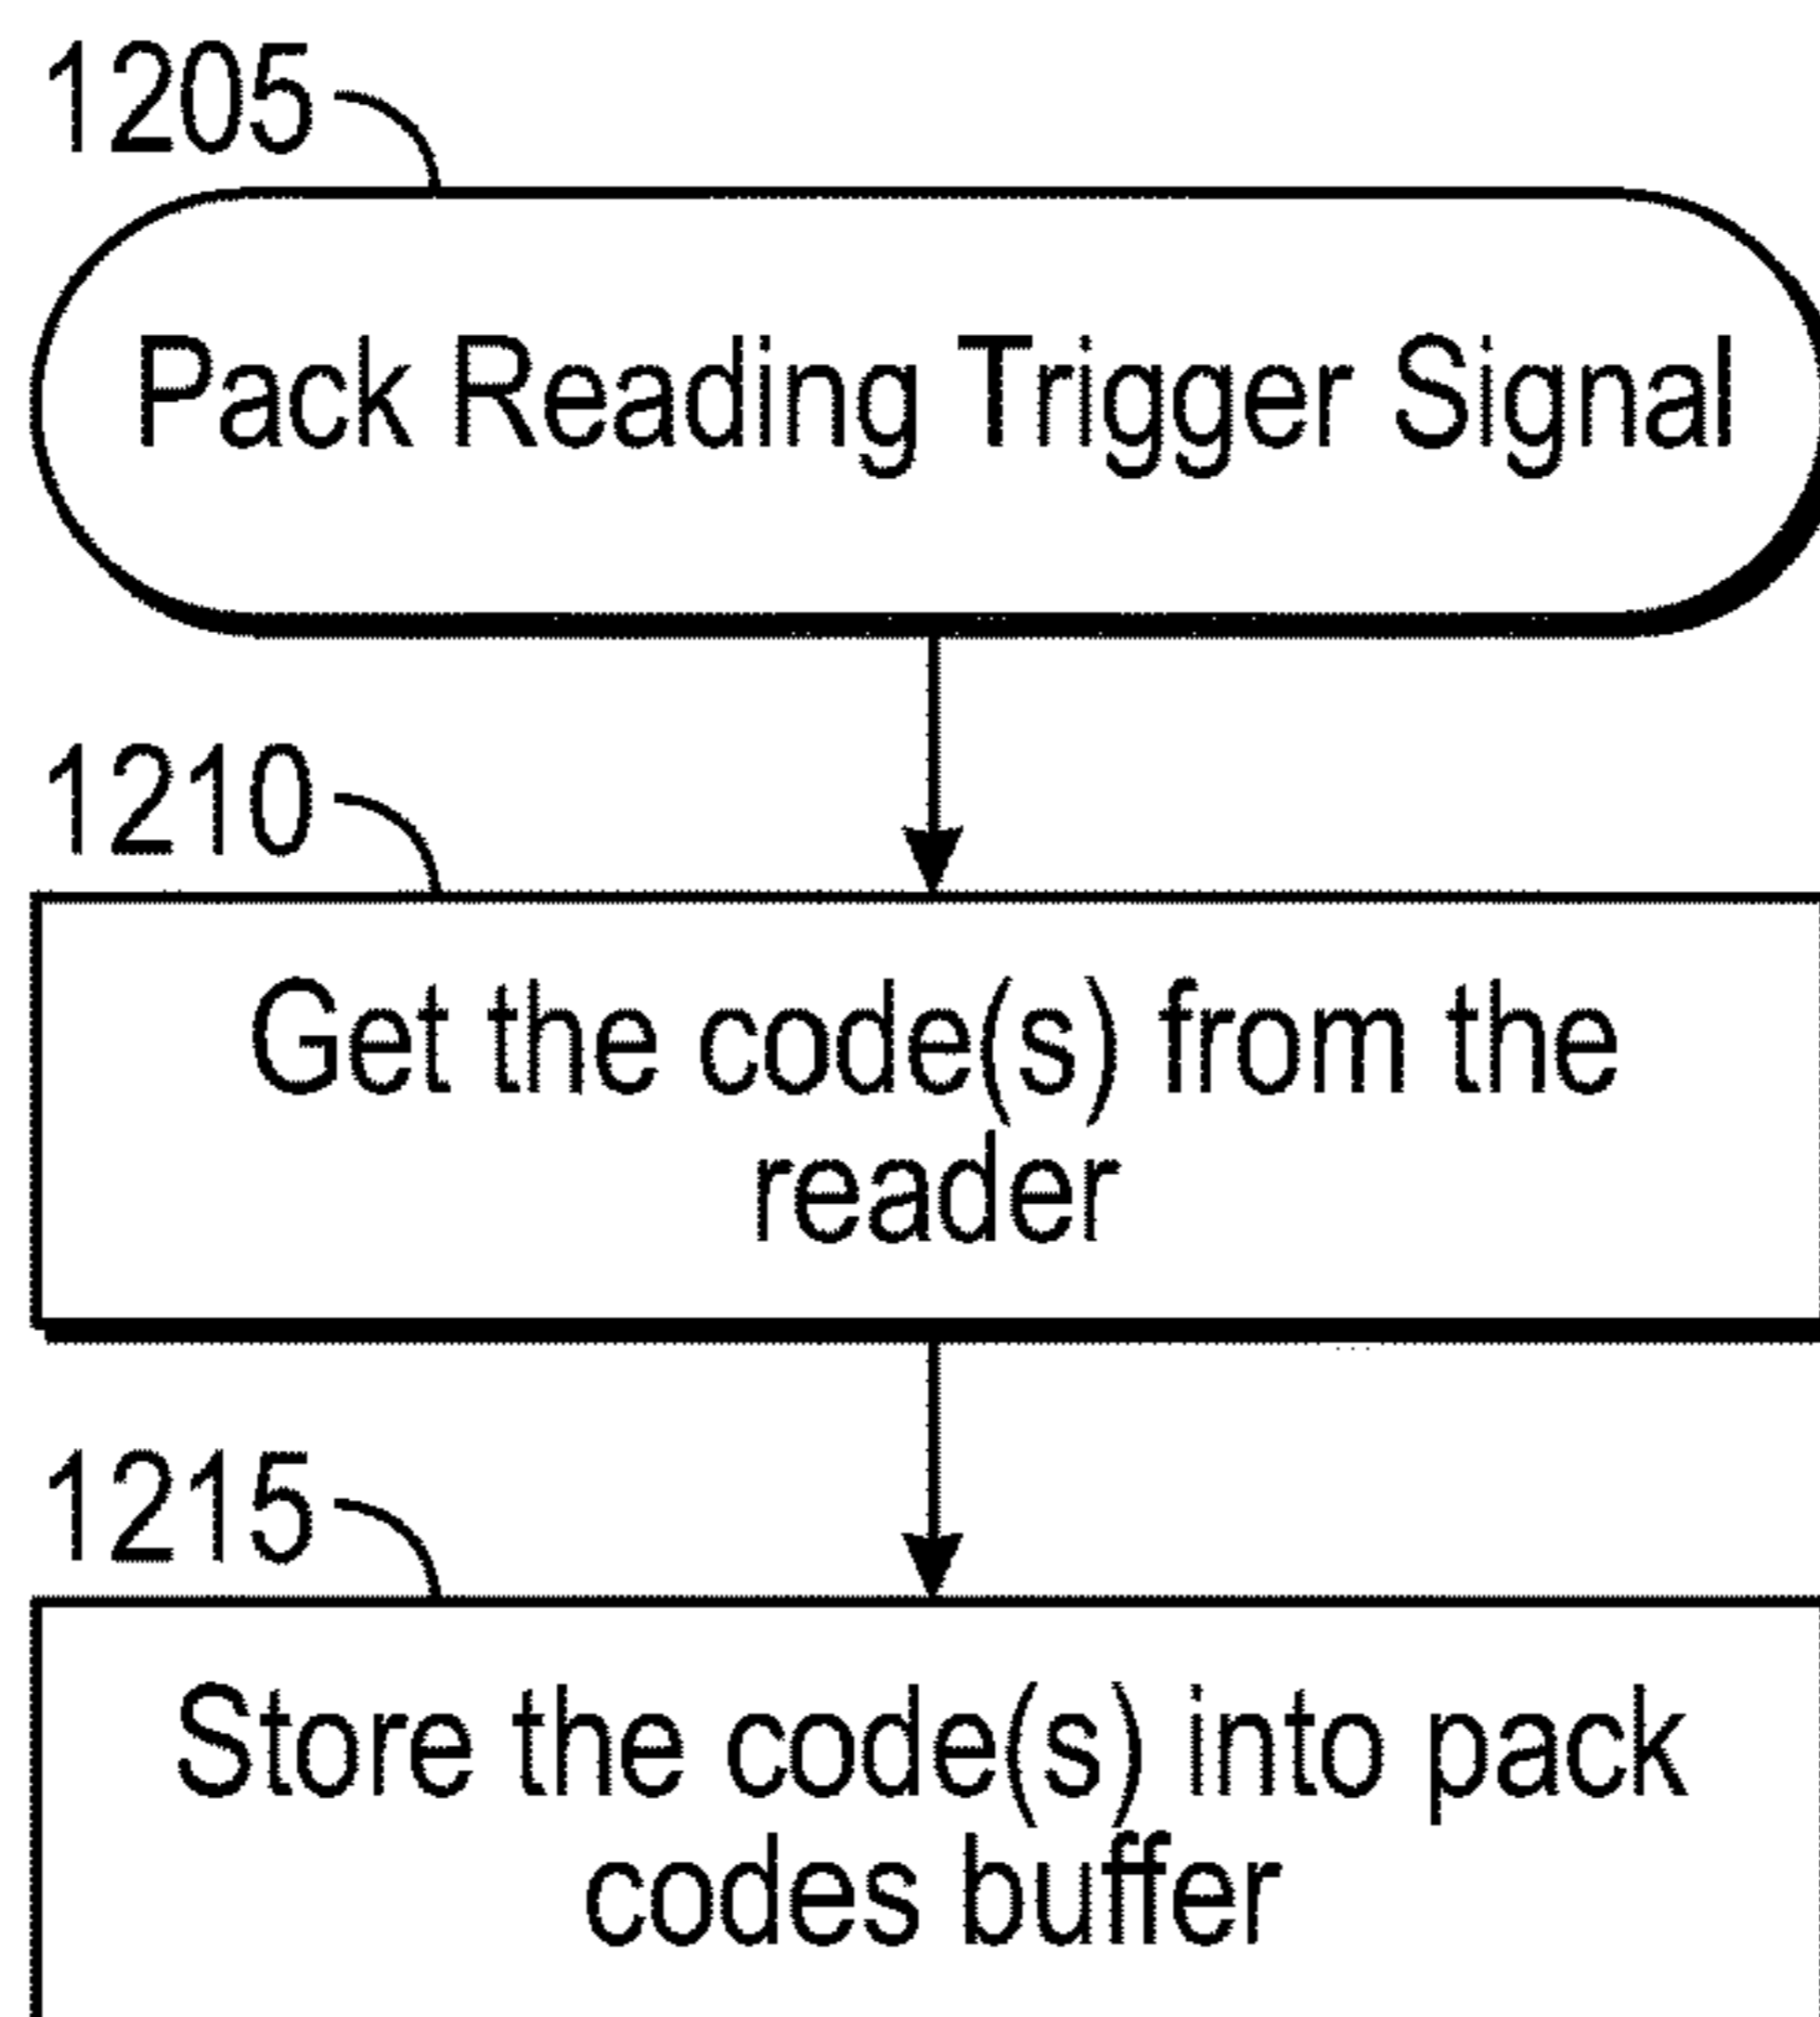 1205
Pack Reading Trigger Signal
1210
Get the code(s) from the
reader
1215
Store the code(s) into pack
codes buffer